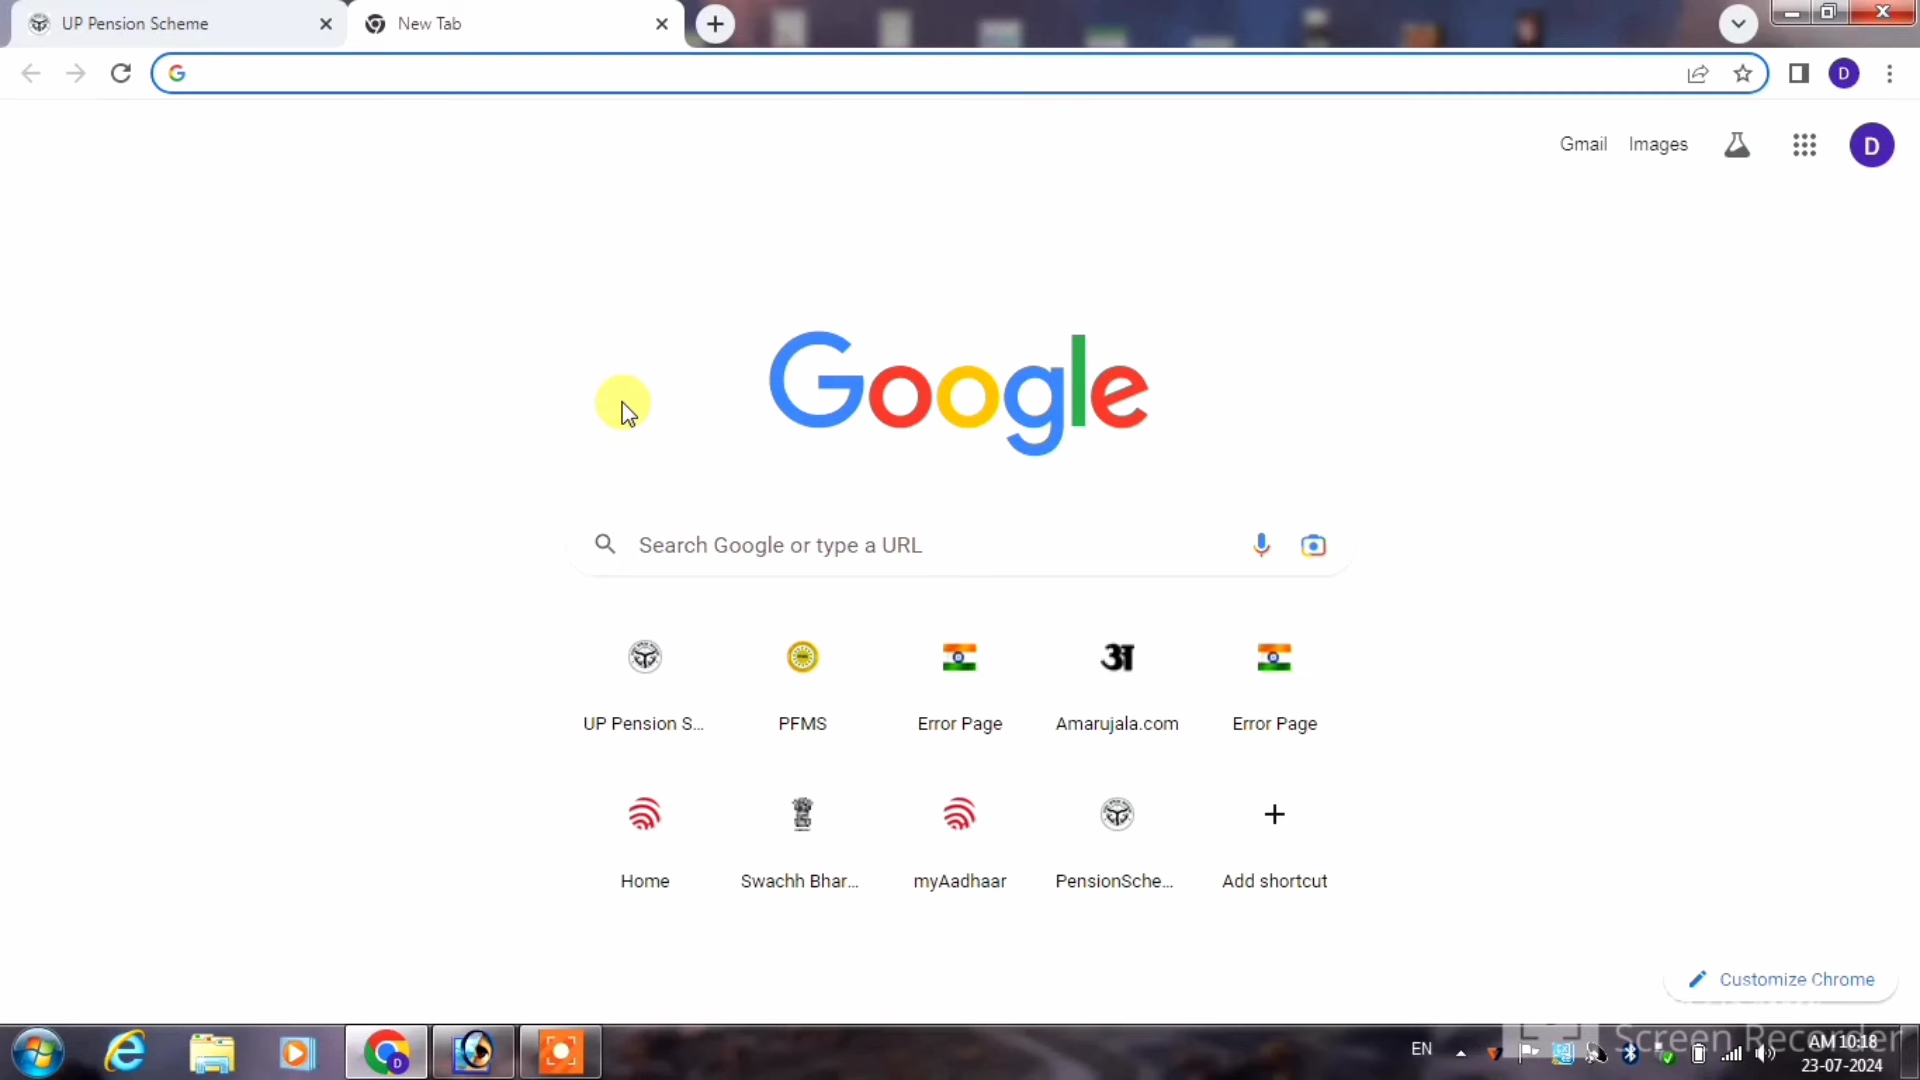 UP Pension Scheme
New Tab
D
Gmail
Images
D
Google
Search Google or type a URL
UP Pension S...
PFMS
Error Page
अ
Amarujala.com
Error Page
Home
Swachh Bhar...
myAadhaar
PensionSche...
Add shortcut
Customize Chrome
D
EN
Screen Recorder
AM 10:18
23-07-2024